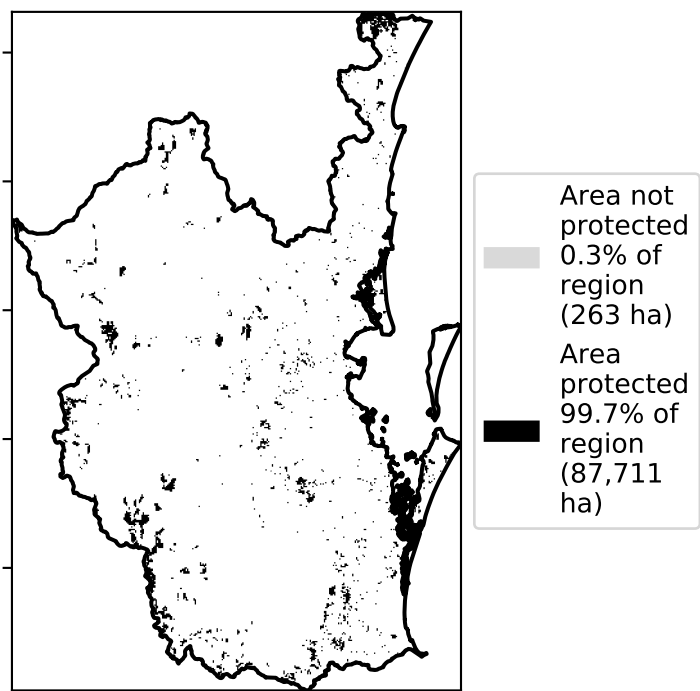 Area not
protected
0.3% of
region
(263 ha)
Area
protected
99.7% of
region
(87,711
ha)